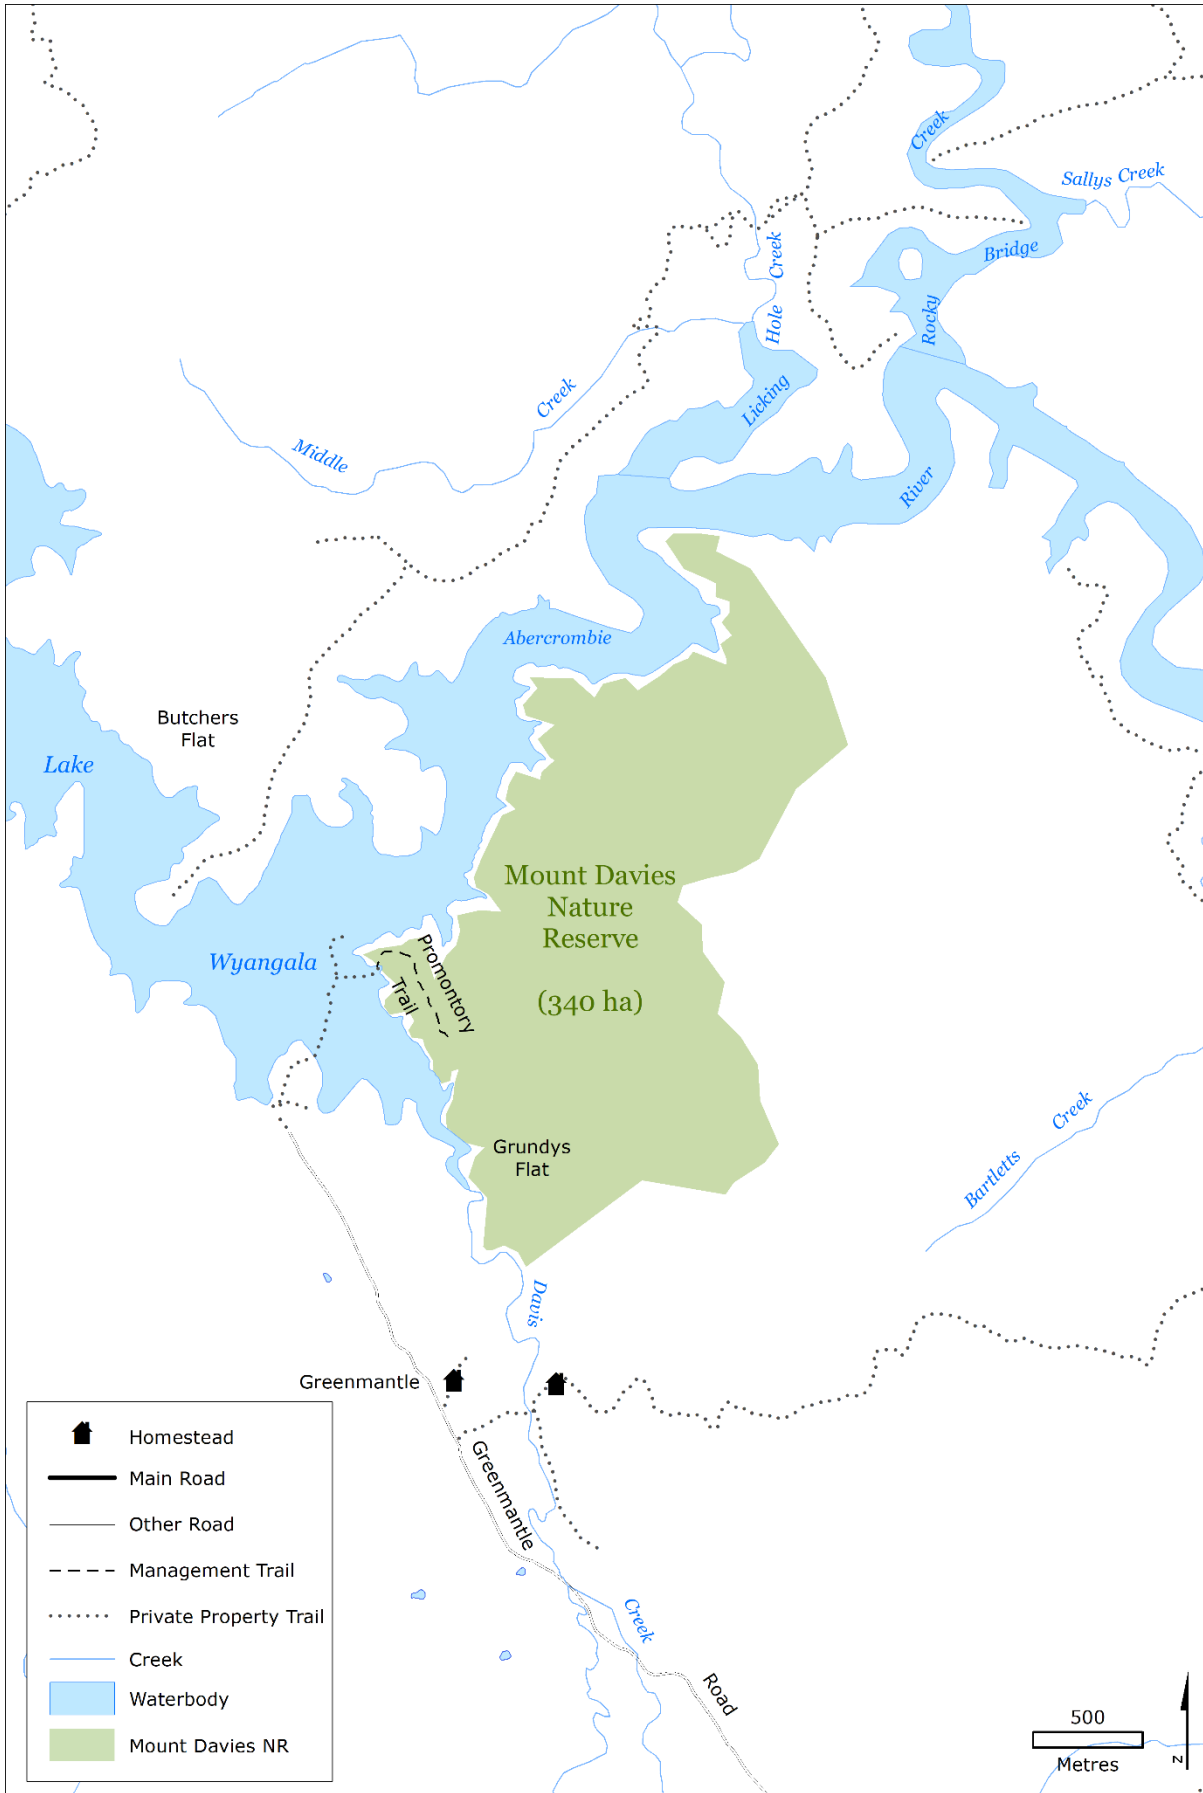 Creek
Sallys Creek
Bridge
Rocky
Hole Creek
Licking
Creek
Middle
River
Abercrombie
Butchers
Flat
Lake
Mount Davies
Nature
Reserve
(340 ha)
Wyangala
Promontory
Trail
Creek
Bartletts
Grundys
Flat
Davis
Greenmantle
Greenmantle
Creek
Road
Homestead
Main Road
Other Road
Management Trail
Private Property Trail
Creek
Waterbody
Mount Davies NR
500
Metres
N